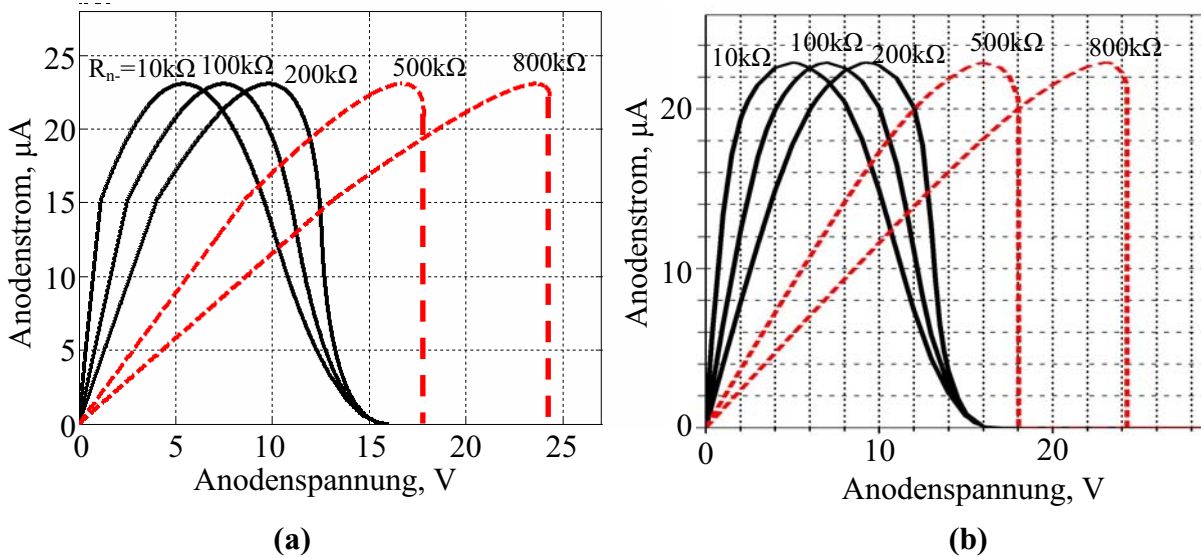 25
20
15
10
5
0
R_{n-}=10kΩ 100kΩ 200kΩ 500kΩ 800kΩ
Anodenstrom, µA
0 5 10 15 20 25
Anodenspannung, V
(a)
20
10
0
10kΩ 100kΩ 200kΩ 500kΩ 800kΩ
Anodenstrom, µA
0 10 20
Anodenspannung, V
(b)